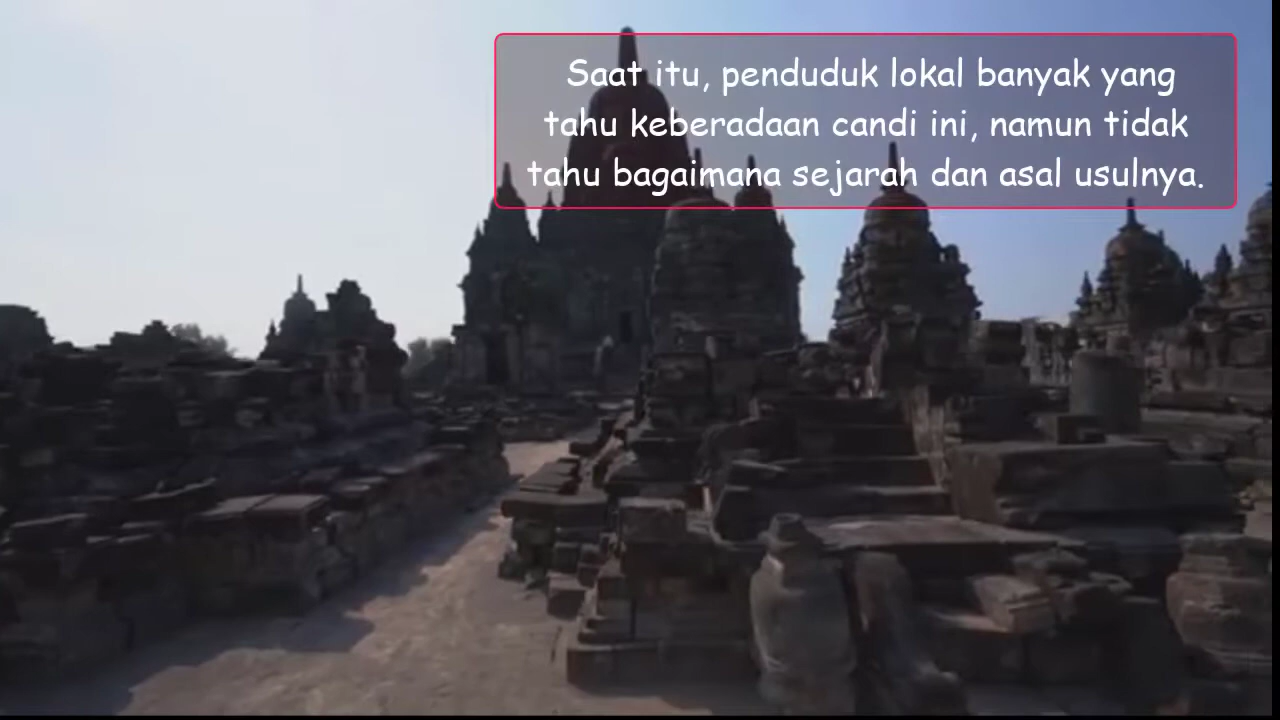 Saat itu, penduduk lokal banyak yang
tahu keberadaan candi ini, namun tidak
tahu bagaimana sejarah dan asal usulnya.